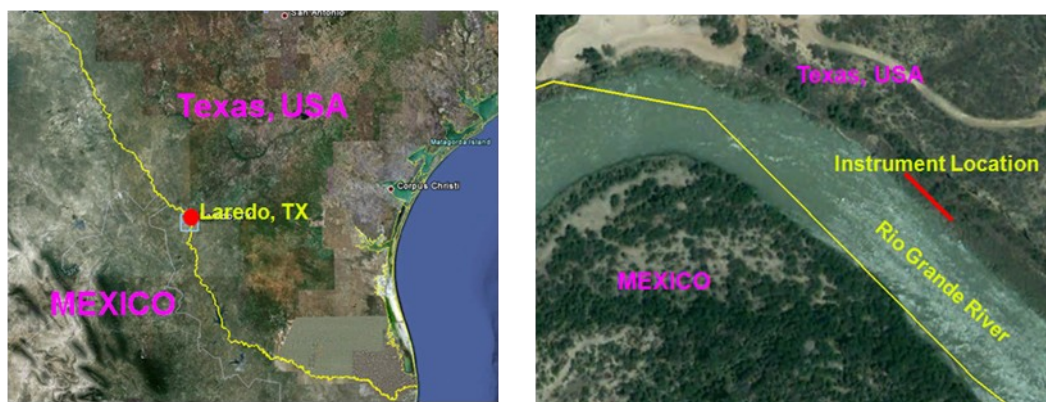 San Antonio
Texas, USA
Matagorda Island
Corpus Christi
Laredo, TX
MEXICO
Texas, USA
Instrument Location
Rio Grande River
MEXICO